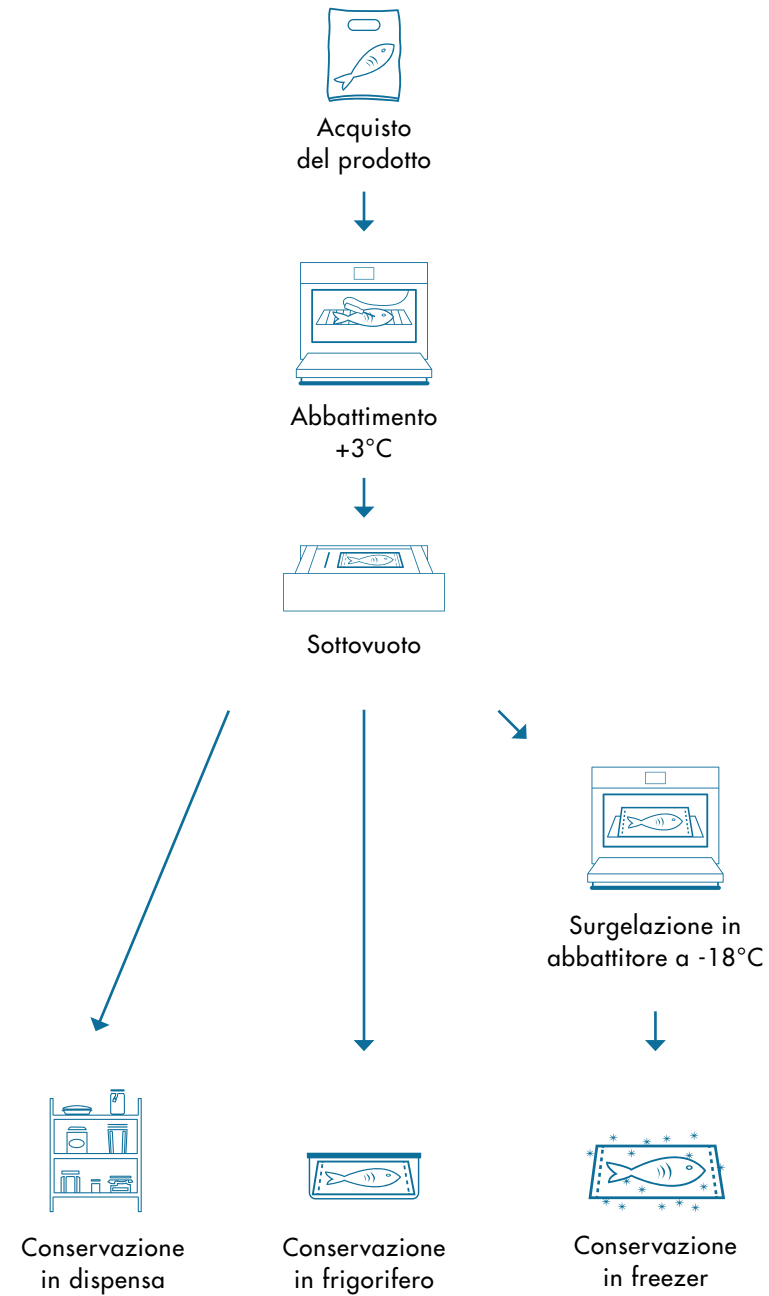 Acquisto
del prodotto
Abbattimento
+3°C
Sottovuoto
Surgelazione in
abbattitore a -18°C
Conservazione
in dispensa
Conservazione
in frigorifero
Conservazione
in freezer